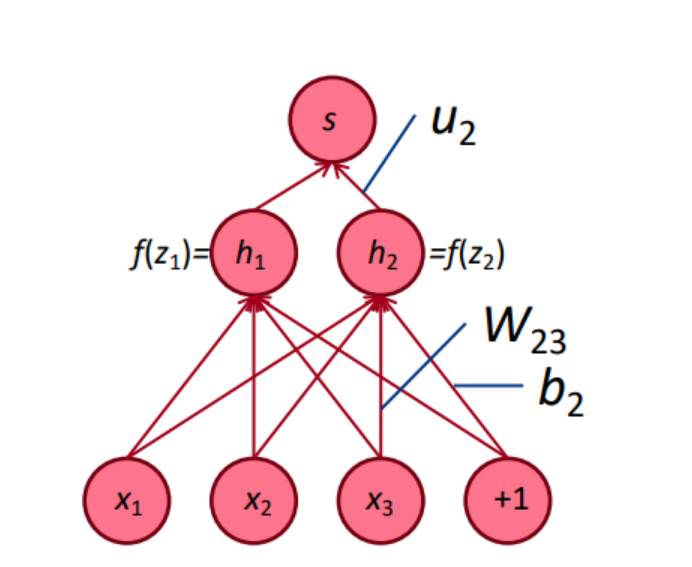 s
u₂
f(z₁)= h₁ h₂ =f(z₂)
W₂₃
b₂
x₁ x₂ x₃ +1